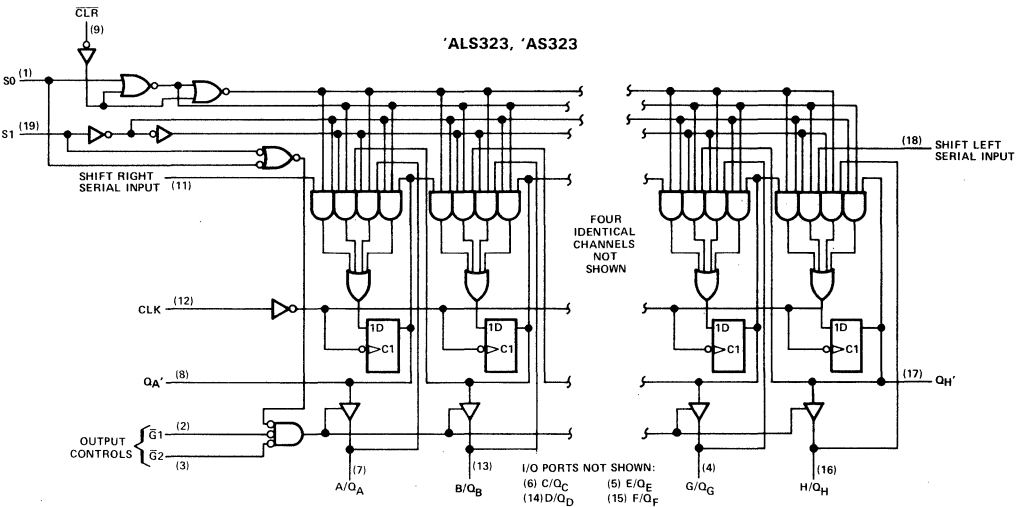 CLR
(9)
'ALS323, 'AS323
S0 (1)
S1 (19)
(18) SHIFT LEFT
SERIAL INPUT
SHIFT RIGHT
SERIAL INPUT (11)
FOUR
IDENTICAL
CHANNELS
NOT
SHOWN
CLK (12)
1D
C1
1D
C1
1D
C1
1D
C1
QA' (8)
(17) QH'
OUTPUT
CONTROLS
G1 (2)
G2 (3)
(7)
A/QA
(13)
B/QB
I/O PORTS NOT SHOWN:
(6) C/QC (5) E/QE
(14) D/QD (15) F/QF
(4)
G/QG
(16)
H/QH